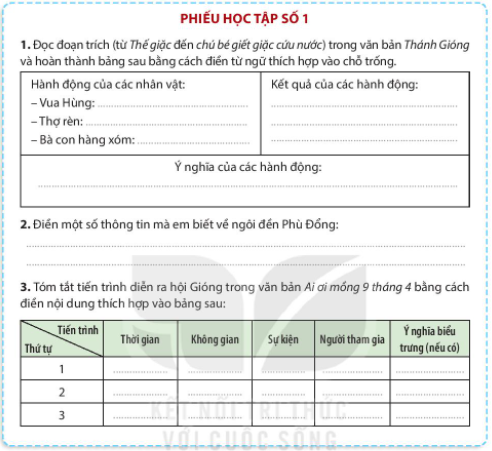 PHIẾU HỌC TẬP SỐ 1
1. Đọc đoạn trích (từ Thế giặc đến chú bé giết giặc cứu nước) trong văn bản Thánh Gióng
và hoàn thành bảng sau bằng cách điền từ ngữ thích hợp vào chỗ trống.
Hành động của các nhân vật:
– Vua Hùng:
– Thợ rèn:
– Bà con hàng xóm:
Kết quả của các hành động:
Ý nghĩa của các hành động:
2. Điền một số thông tin mà em biết về ngôi đền Phù Đổng:
3. Tóm tắt tiến trình diễn ra hội Gióng trong văn bản Ai ơi mồng 9 tháng 4 bằng cách
điền nội dung thích hợp vào bảng sau:
Tiến trình
Thứ tự
Thời gian
Không gian
Sự kiện
Người tham gia
Ý nghĩa biểu
trưng (nếu có)
1
2
3
KẾT NỐI TRI THỨC
VỚI CUỘC SỐNG